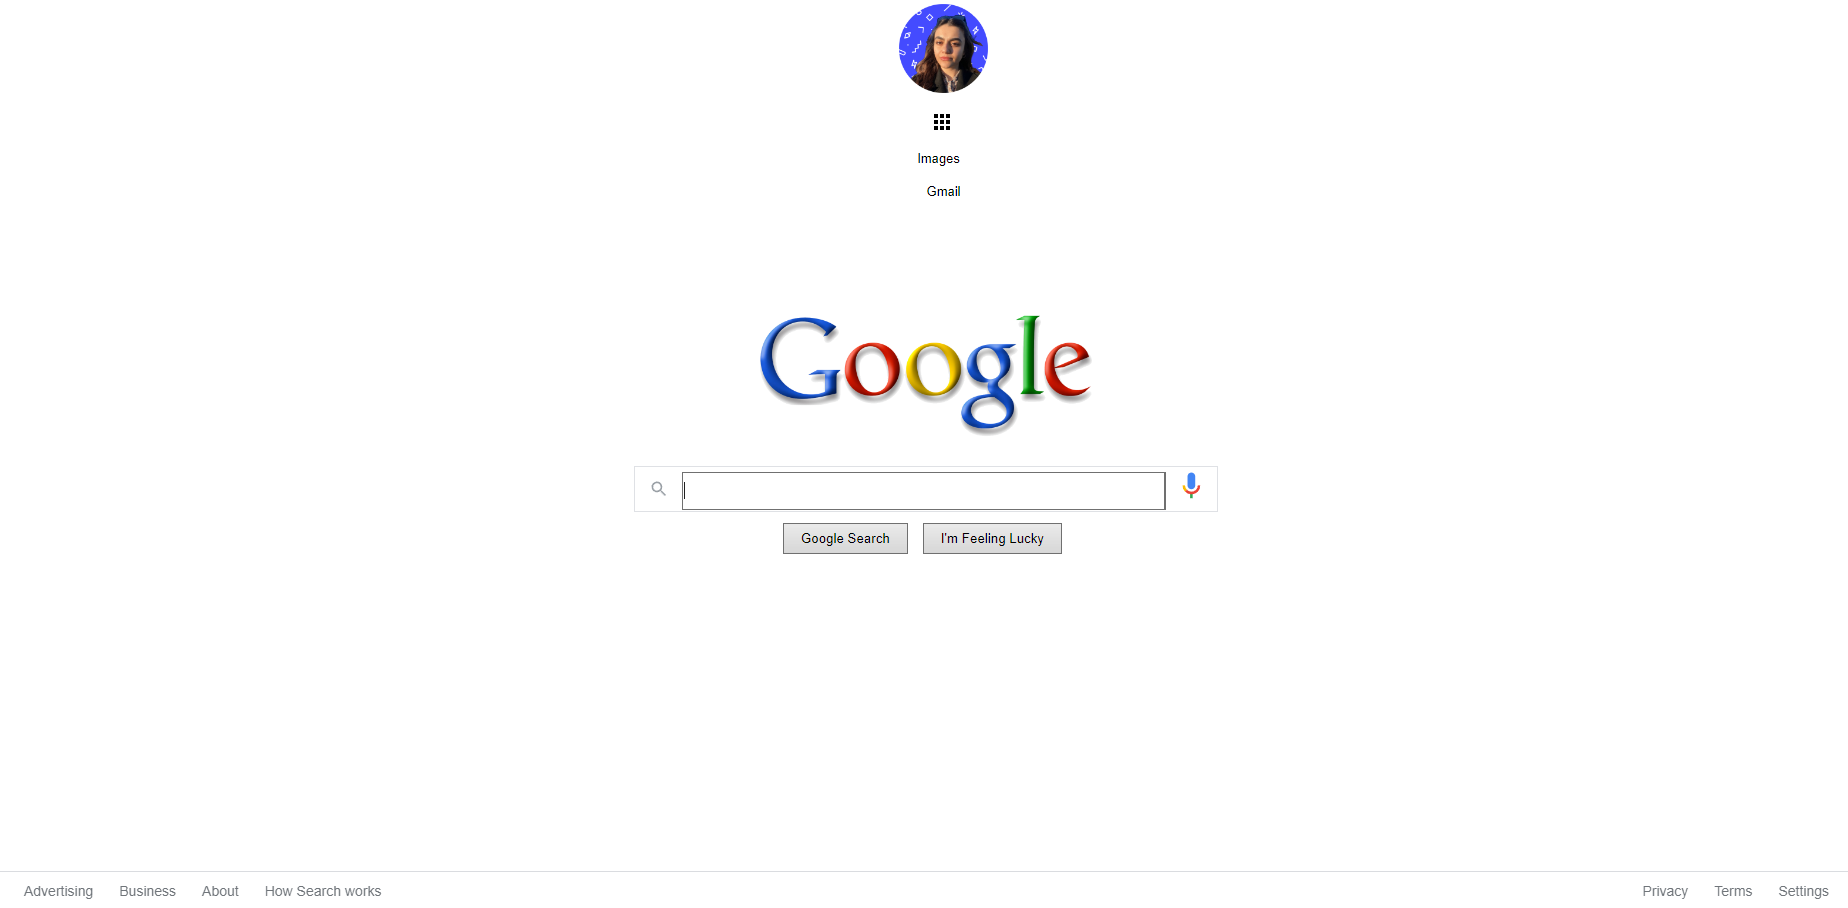 Images
Gmail
Google
Google Search I'm Feeling Lucky
Advertising Business About How Search works Privacy Terms Settings